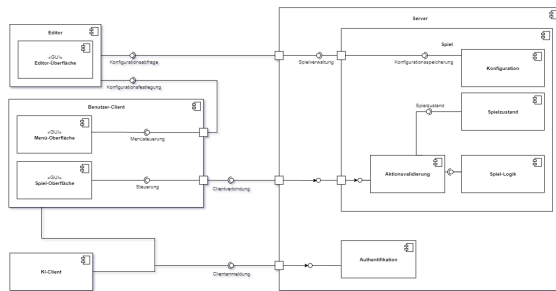 Server
Editor
«GUI»
Editor-Oberfläche
Konfigurationsabfrage
Spielverwaltung
Spiel
Konfigurationsspeicherung
Konfiguration
Konfigurationsfestlegung
Benutzer-Client
«GUI»
Menü-Oberfläche
Menüsteuerung
Spielzustand
Spielzustand
«GUI»
Spiel-Oberfläche
Steuerung
Clientverbindung
Aktionsvalidierung
Spiel-Logik
KI-Client
Clientanmeldung
Authentifikation